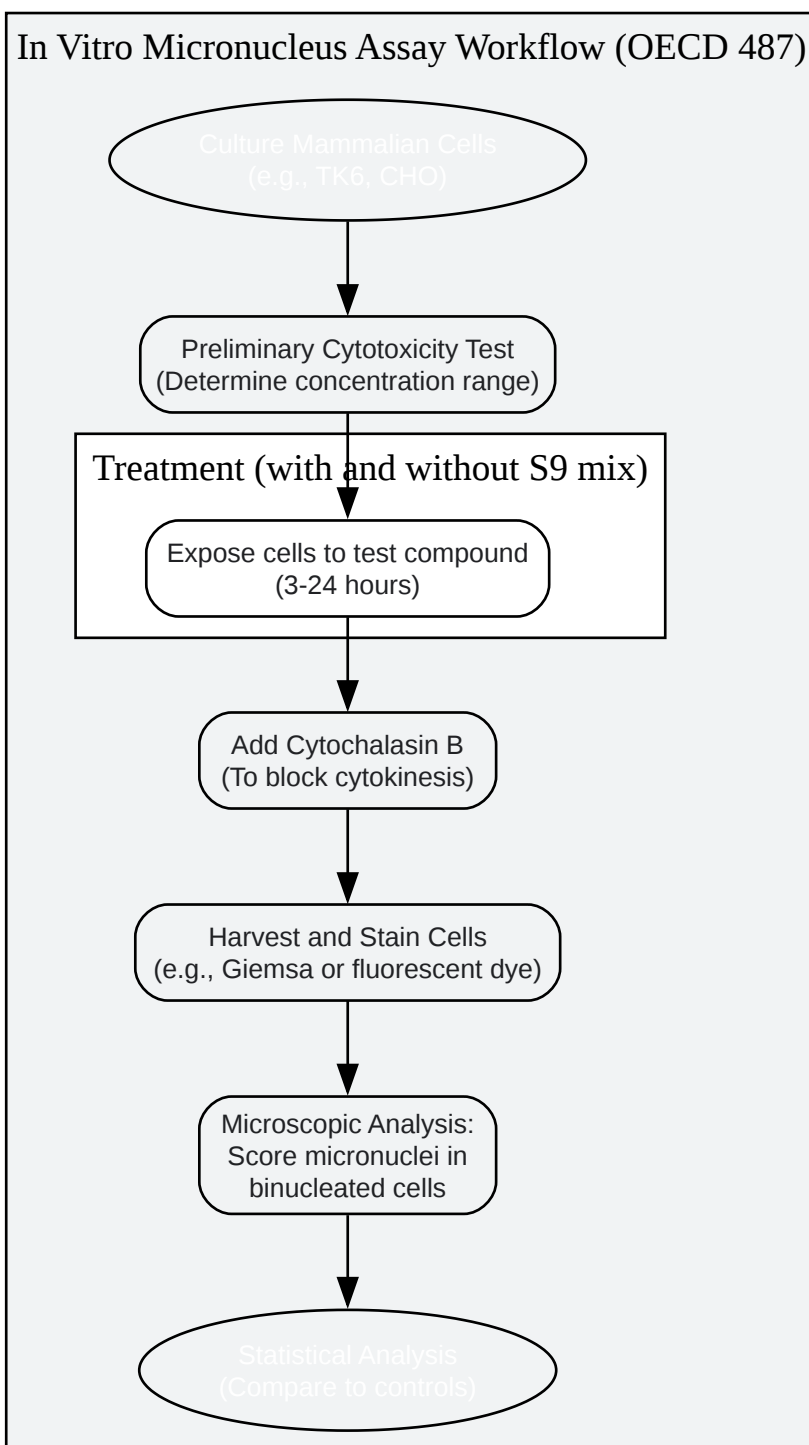 In Vitro Micronucleus Assay Workflow (OECD 487)
Culture Mammalian Cells
(e.g., TK6, CHO)
Preliminary Cytotoxicity Test
(Determine concentration range)
Treatment (with and without S9 mix)
Expose cells to test compound
(3-24 hours)
Add Cytochalasin B
(To block cytokinesis)
Harvest and Stain Cells
(e.g., Giemsa or fluorescent dye)
Microscopic Analysis:
Score micronuclei in
binucleated cells
Statistical Analysis
(Compare to controls)